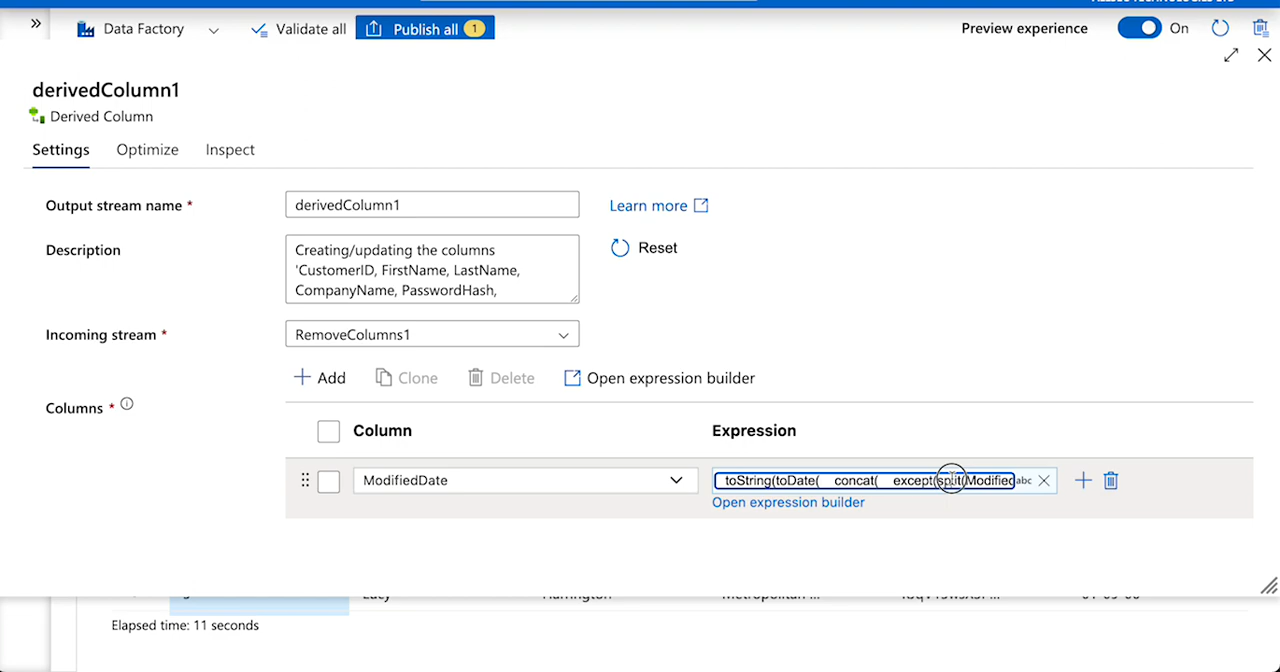 Data Factory Validate all Publish all 1 Preview experience On
derivedColumn1
Derived Column
Settings Optimize Inspect
Output stream name * derivedColumn1 Learn more
Description Creating/updating the columns Reset
'CustomerID, FirstName, LastName,
CompanyName, PasswordHash,
Incoming stream * RemoveColumns1
Add Clone Delete Open expression builder
Columns *
Column Expression
ModifiedDate toString(toDate( concat( except(split(Modified abc
Open expression builder
Elapsed time: 11 seconds